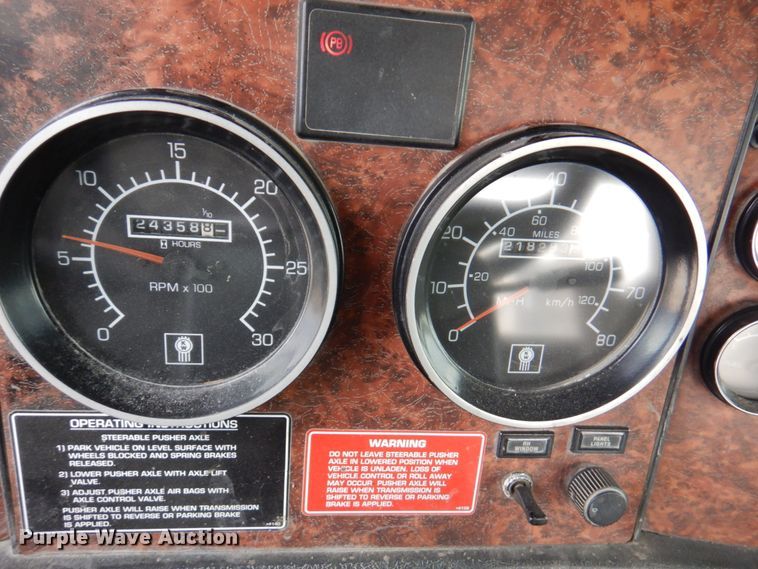 PB
15
10
20
5
25
0
30
1/10
HOURS
RPM x 100
40
20
60
MILES
40
10
20
100
70
MPH
km/h
120
0
80
OPERATING INSTRUCTIONS
STEERABLE PUSHER AXLE
1) PARK VEHICLE ON LEVEL SURFACE WITH
WHEELS BLOCKED AND SPRING BRAKES
RELEASED.
2) LOWER PUSHER AXLE WITH AXLE LIFT
VALVE.
3) ADJUST PUSHER AXLE AIR BAGS WITH
AXLE CONTROL VALVE.
PUSHER AXLE WILL RAISE WHEN TRANSMISSION
IS SHIFTED TO REVERSE OR PARKING BRAKE
IS APPLIED.
WARNING
DO NOT LEAVE STEERABLE PUSHER
AXLE IN LOWERED POSITION WHEN
VEHICLE IS UNLADEN. LOSS OF
VEHICLE CONTROL OR ROLL AWAY
MAY OCCUR PUSHER AXLE WILL
RAISE WHEN TRANSMISSION IS
SHIFTED TO REVERSE OR PARKING
BRAKE IS APPLIED.
RH
WINDOW
PANEL
LIGHTS
Purple Wave Auction